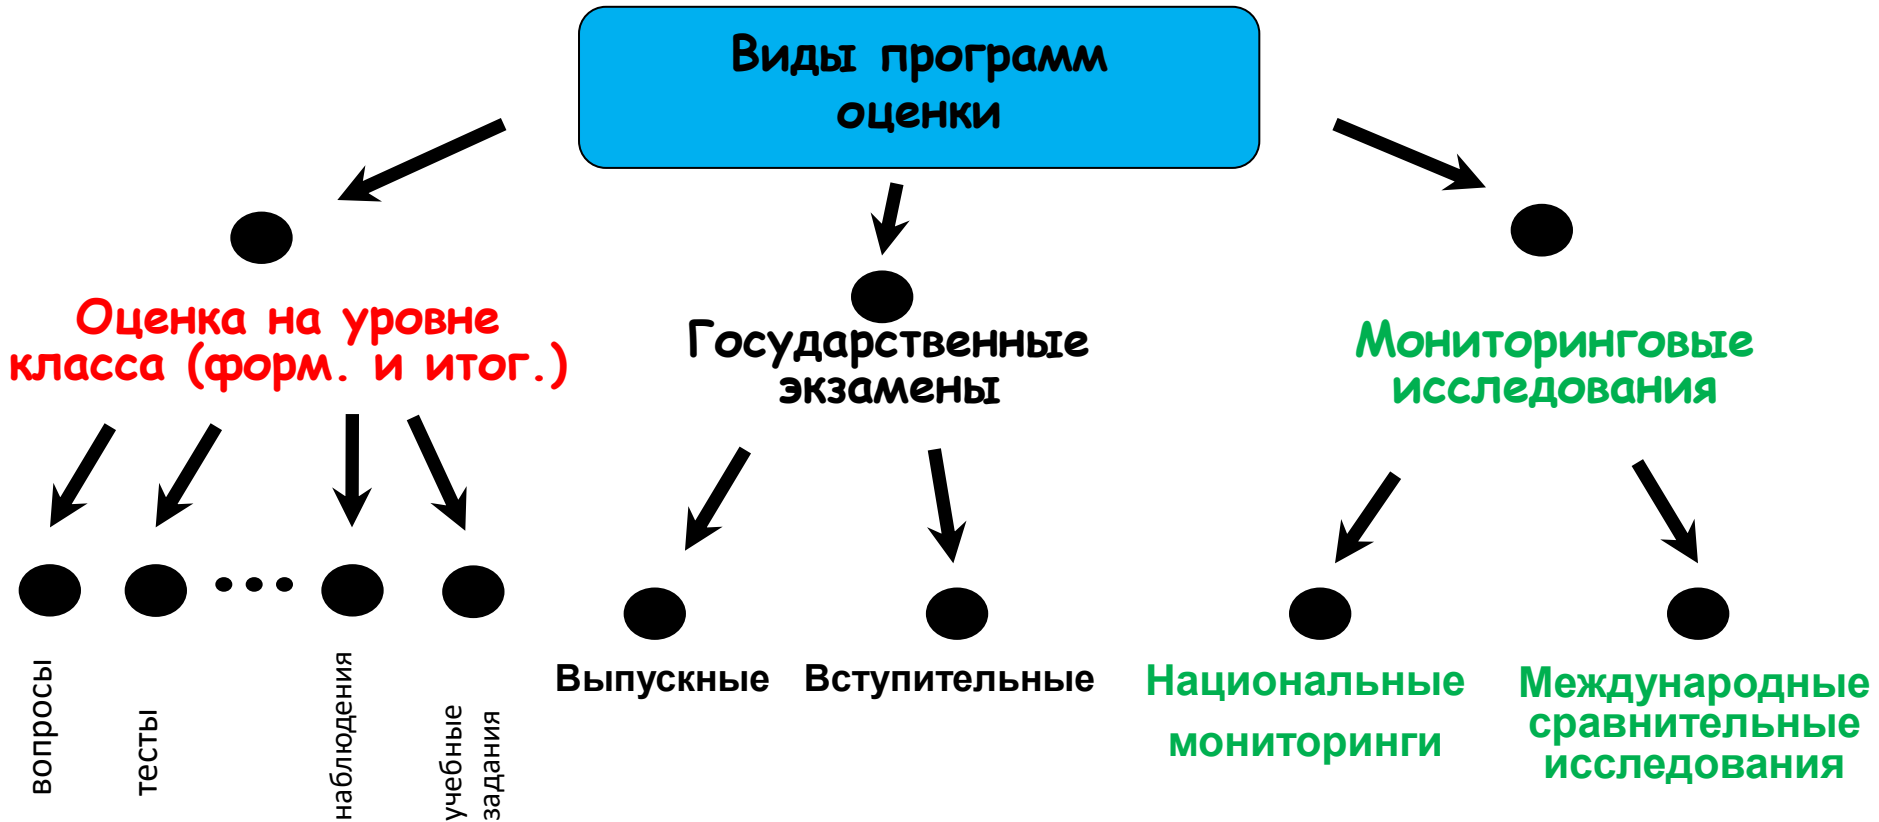 Виды программ
оценки
Оценка на уровне
класса (форм. и итог.)
Государственные
экзамены
Мониторинговые
исследования
вопросы
тесты
наблюдения
учебные
задания
Выпускные
Вступительные
Национальные
мониторинги
Международные
сравнительные
исследования